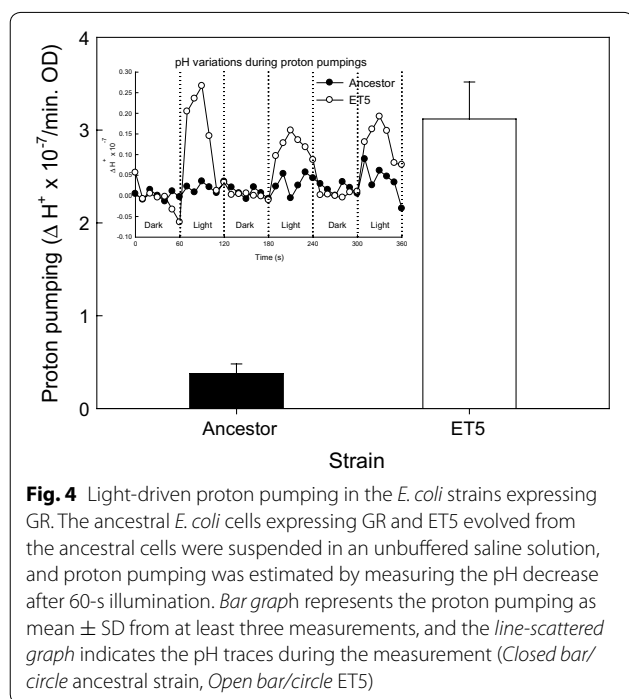 pH variations during proton pumpings
Ancestor
ET5
Δ H⁺ x 10⁻⁷
0.30
0.25
0.20
0.15
0.10
0.05
0.00
-0.05
-0.10
Dark Light Dark Light Dark Light
0 60 120 180 240 300 360
Time (s)
Proton pumping (Δ H⁺ x 10⁻⁷/min. OD)
4
3
2
1
0
Ancestor ET5
Strain
Fig. 4 Light-driven proton pumping in the E. coli strains expressing
GR. The ancestral E. coli cells expressing GR and ET5 evolved from
the ancestral cells were suspended in an unbuffered saline solution,
and proton pumping was estimated by measuring the pH decrease
after 60-s illumination. Bar graph represents the proton pumping as
mean ± SD from at least three measurements, and the line-scattered
graph indicates the pH traces during the measurement (Closed bar/
circle ancestral strain, Open bar/circle ET5)